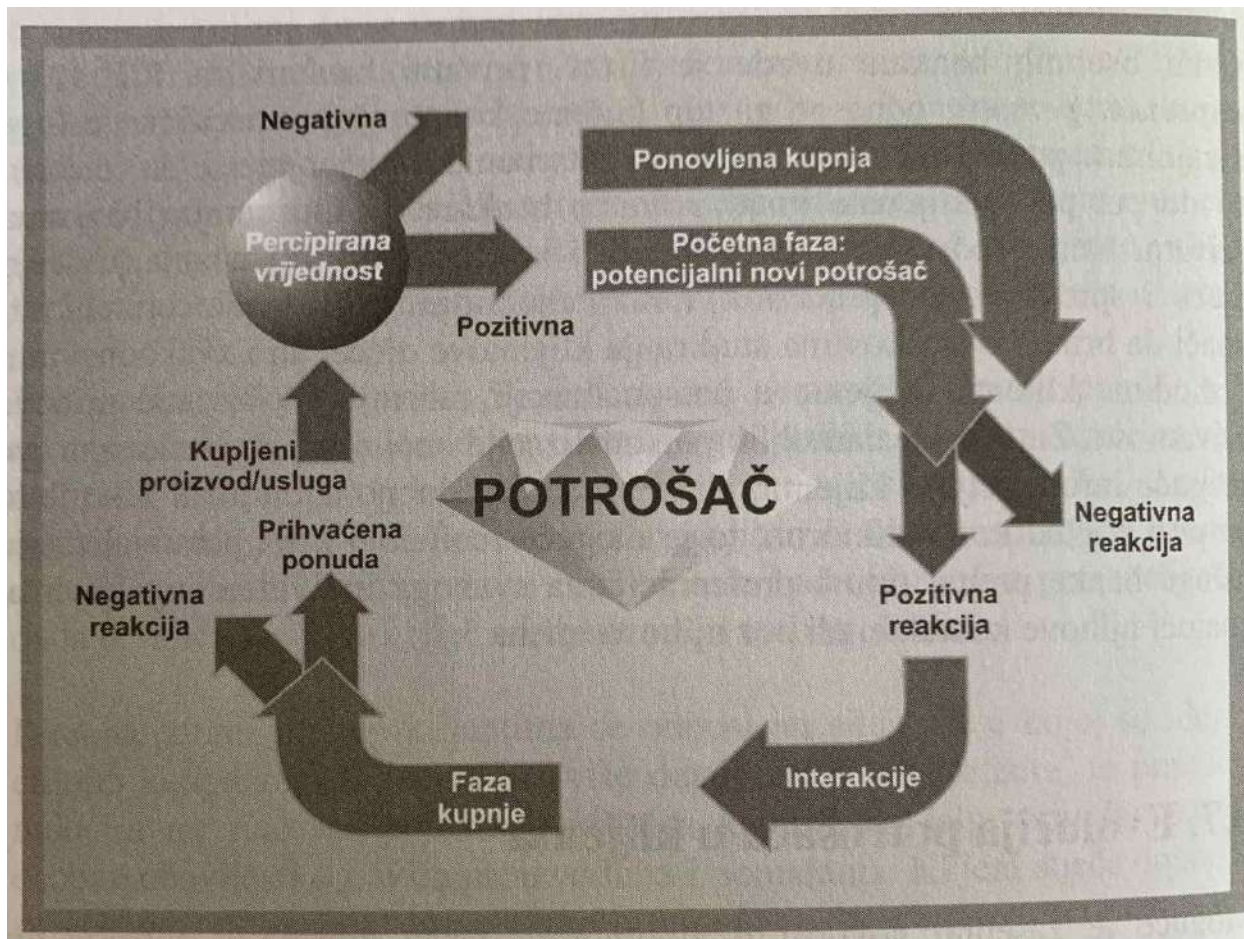 Negativna
Ponovljena kupnja
Percipirana
vrijednost
Početna faza:
potencijalni novi potrošač
Pozitivna
Kupljeni
proizvod/usluga
POTROŠAČ
Prihvaćena
ponuda
Negativna
reakcija
Negativna
reakcija
Pozitivna
reakcija
Interakcije
Faza
kupnje